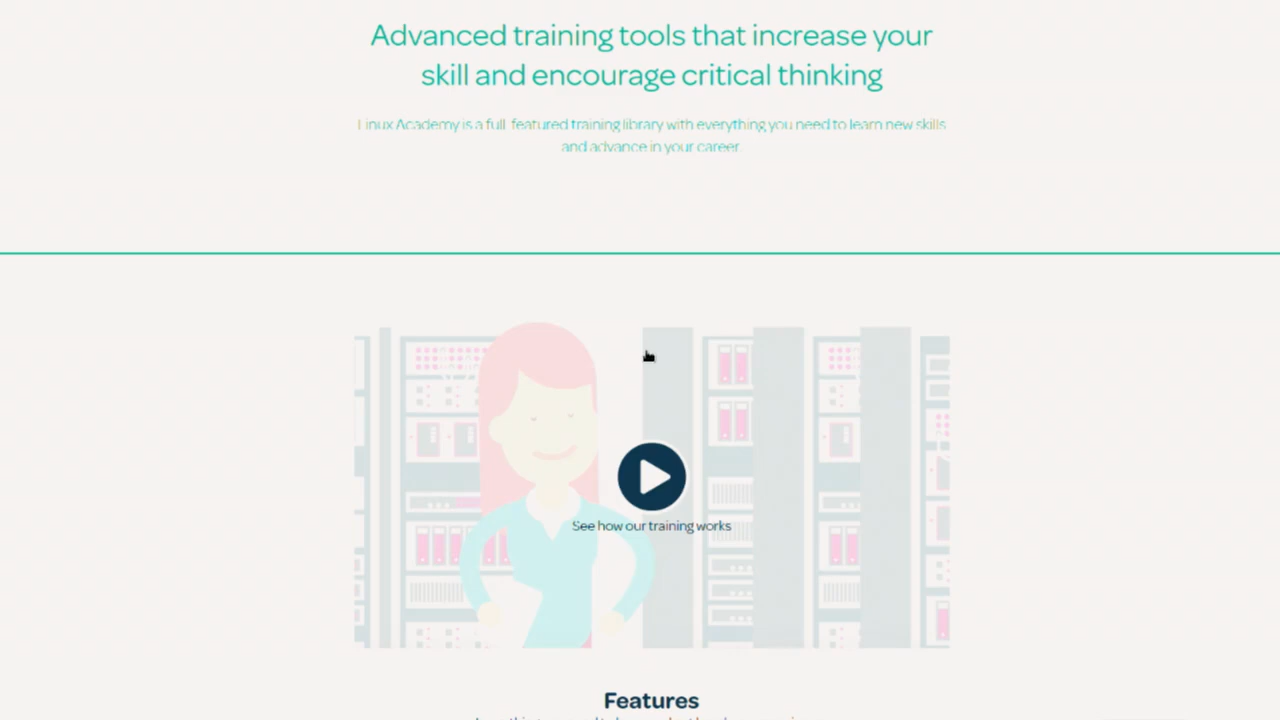 Advanced training tools that increase your
skill and encourage critical thinking
Linux Academy is a full featured training library with everything you need to learn new skills
and advance in your career
See how our training works
Features